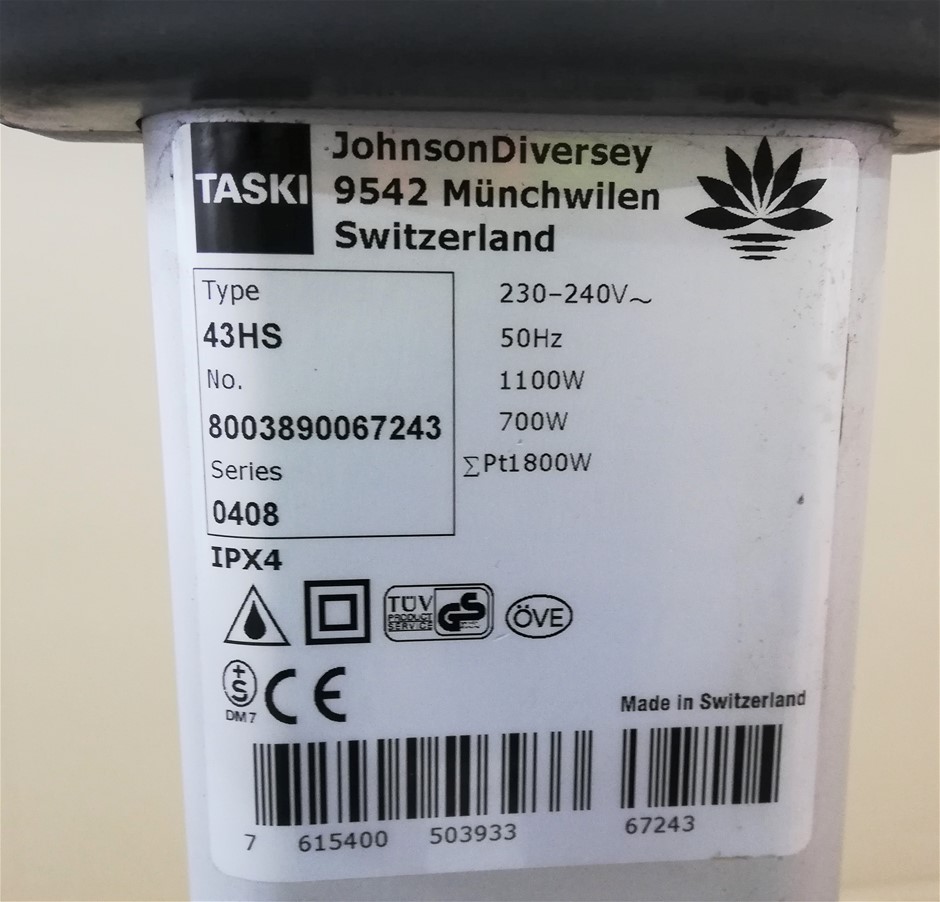 TASKI
JohnsonDiversey
9542 Münchwilen
Switzerland
Type
43HS
No.
8003890067243
Series
0408
230-240V~
50Hz
1100W
700W
∑Pt1800W
IPX4
TÜV
PRODUCT
SERVICE
GS
ÖVE
+
S
DM7
CE
Made in Switzerland
7 615400 503933 67243